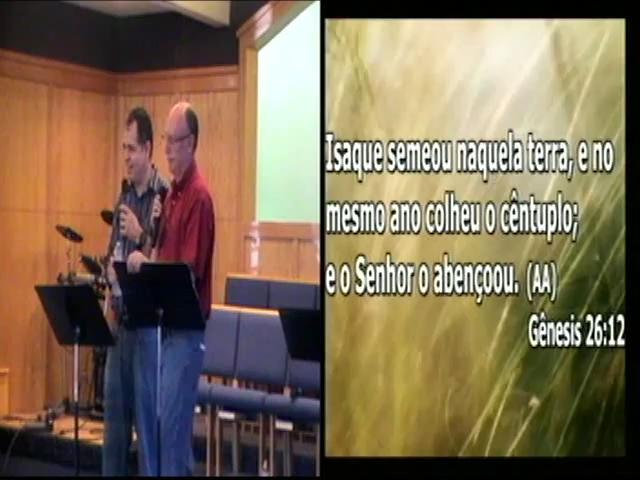 Isaque semeou naquela terra, e no
mesmo ano colheu o cêntuplo;
e o Senhor o abençoou. (AA)
Gênesis 26:12